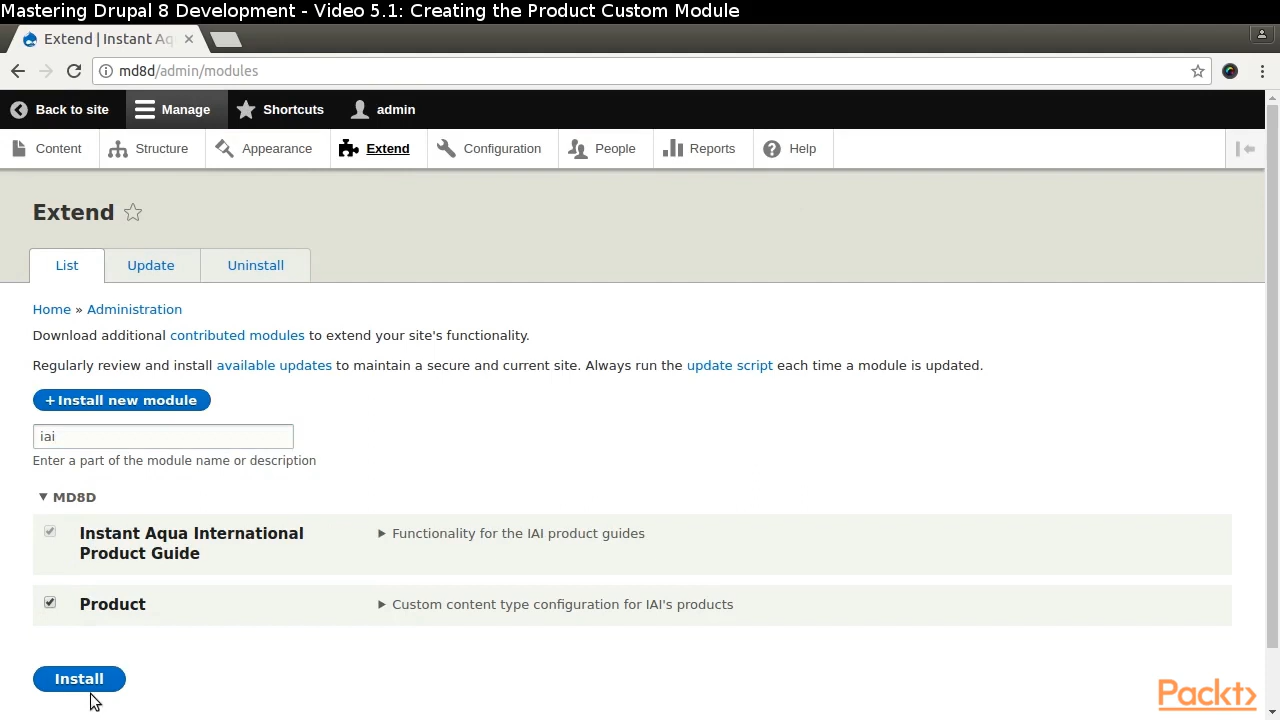 Mastering Drupal 8 Development - Video 5.1: Creating the Product Custom Module
Extend | Instant Aq
md8d/admin/modules
Back to site Manage Shortcuts admin
Content Structure Appearance Extend Configuration People Reports Help
Extend
List Update Uninstall
Home » Administration
Download additional contributed modules to extend your site's functionality.
Regularly review and install available updates to maintain a secure and current site. Always run the update script each time a module is updated.
+Install new module
iai
Enter a part of the module name or description
▼ MD8D
Instant Aqua International ▶ Functionality for the IAI product guides
Product Guide
Product ▶ Custom content type configuration for IAI's products
Install
Packt>